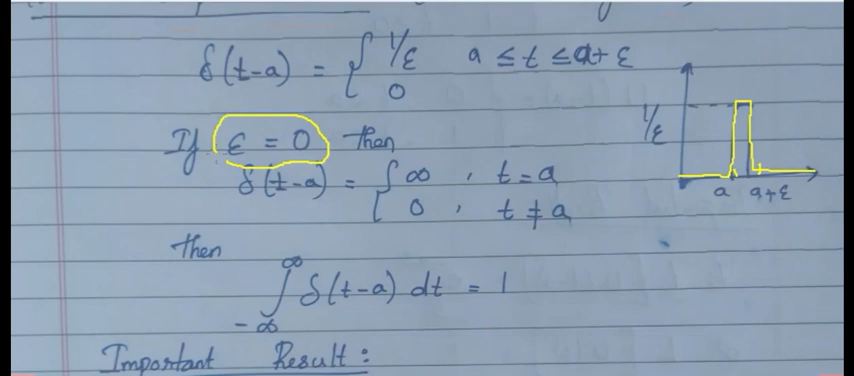 δ(t-a) = { 1/ε a ≤ t ≤ a+ε
0
If ε = 0 then
δ(t-a) = { ∞ , t = a
0 , t ≠ a
1/ε
a a+ε
then
∫_{-∞}^{∞} δ(t-a) dt = 1
Important Result :